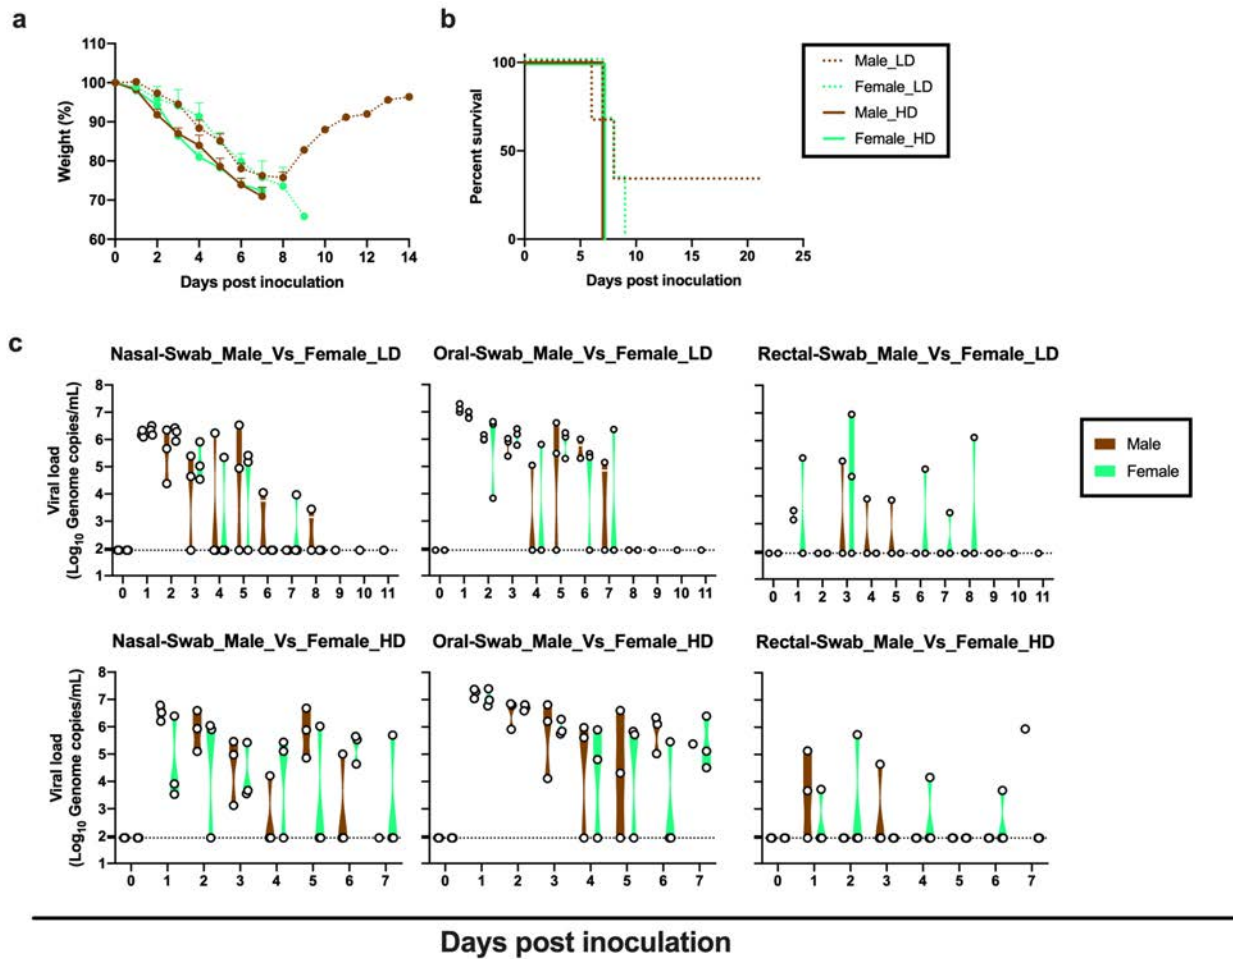 a
b
110
100
90
80
70
60
Weight (%)
0 2 4 6 8 10 12 14
Days post inoculation
100
50
0
Percent survival
0 5 10 15 20 25
Days post inoculation
Male_LD
Female_LD
Male_HD
Female_HD
c
Nasal-Swab_Male_Vs_Female_LD
Oral-Swab_Male_Vs_Female_LD
Rectal-Swab_Male_Vs_Female_LD
8
7
6
5
4
3
2
1
Viral load
(Log10 Genome copies/mL)
0 1 2 3 4 5 6 7 8 9 10 11
0 1 2 3 4 5 6 7 8 9 10 11
0 1 2 3 4 5 6 7 8 9 10 11
Male
Female
Nasal-Swab_Male_Vs_Female_HD
Oral-Swab_Male_Vs_Female_HD
Rectal-Swab_Male_Vs_Female_HD
8
7
6
5
4
3
2
1
Viral load
(Log10 Genome copies/mL)
0 1 2 3 4 5 6 7
0 1 2 3 4 5 6 7
0 1 2 3 4 5 6 7
Days post inoculation